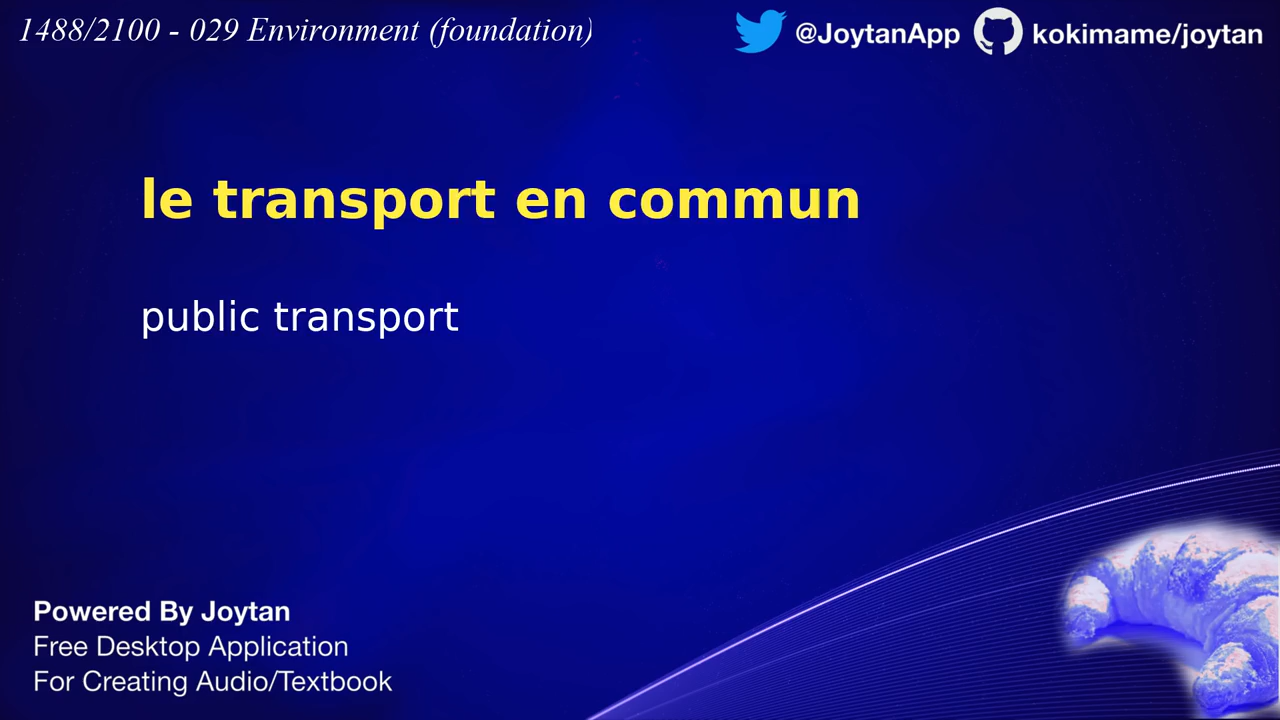 1488/2100 - 029 Environment (foundation)
@JoytanApp
kokimame/joytan
le transport en commun
public transport
Powered By Joytan
Free Desktop Application
For Creating Audio/Textbook